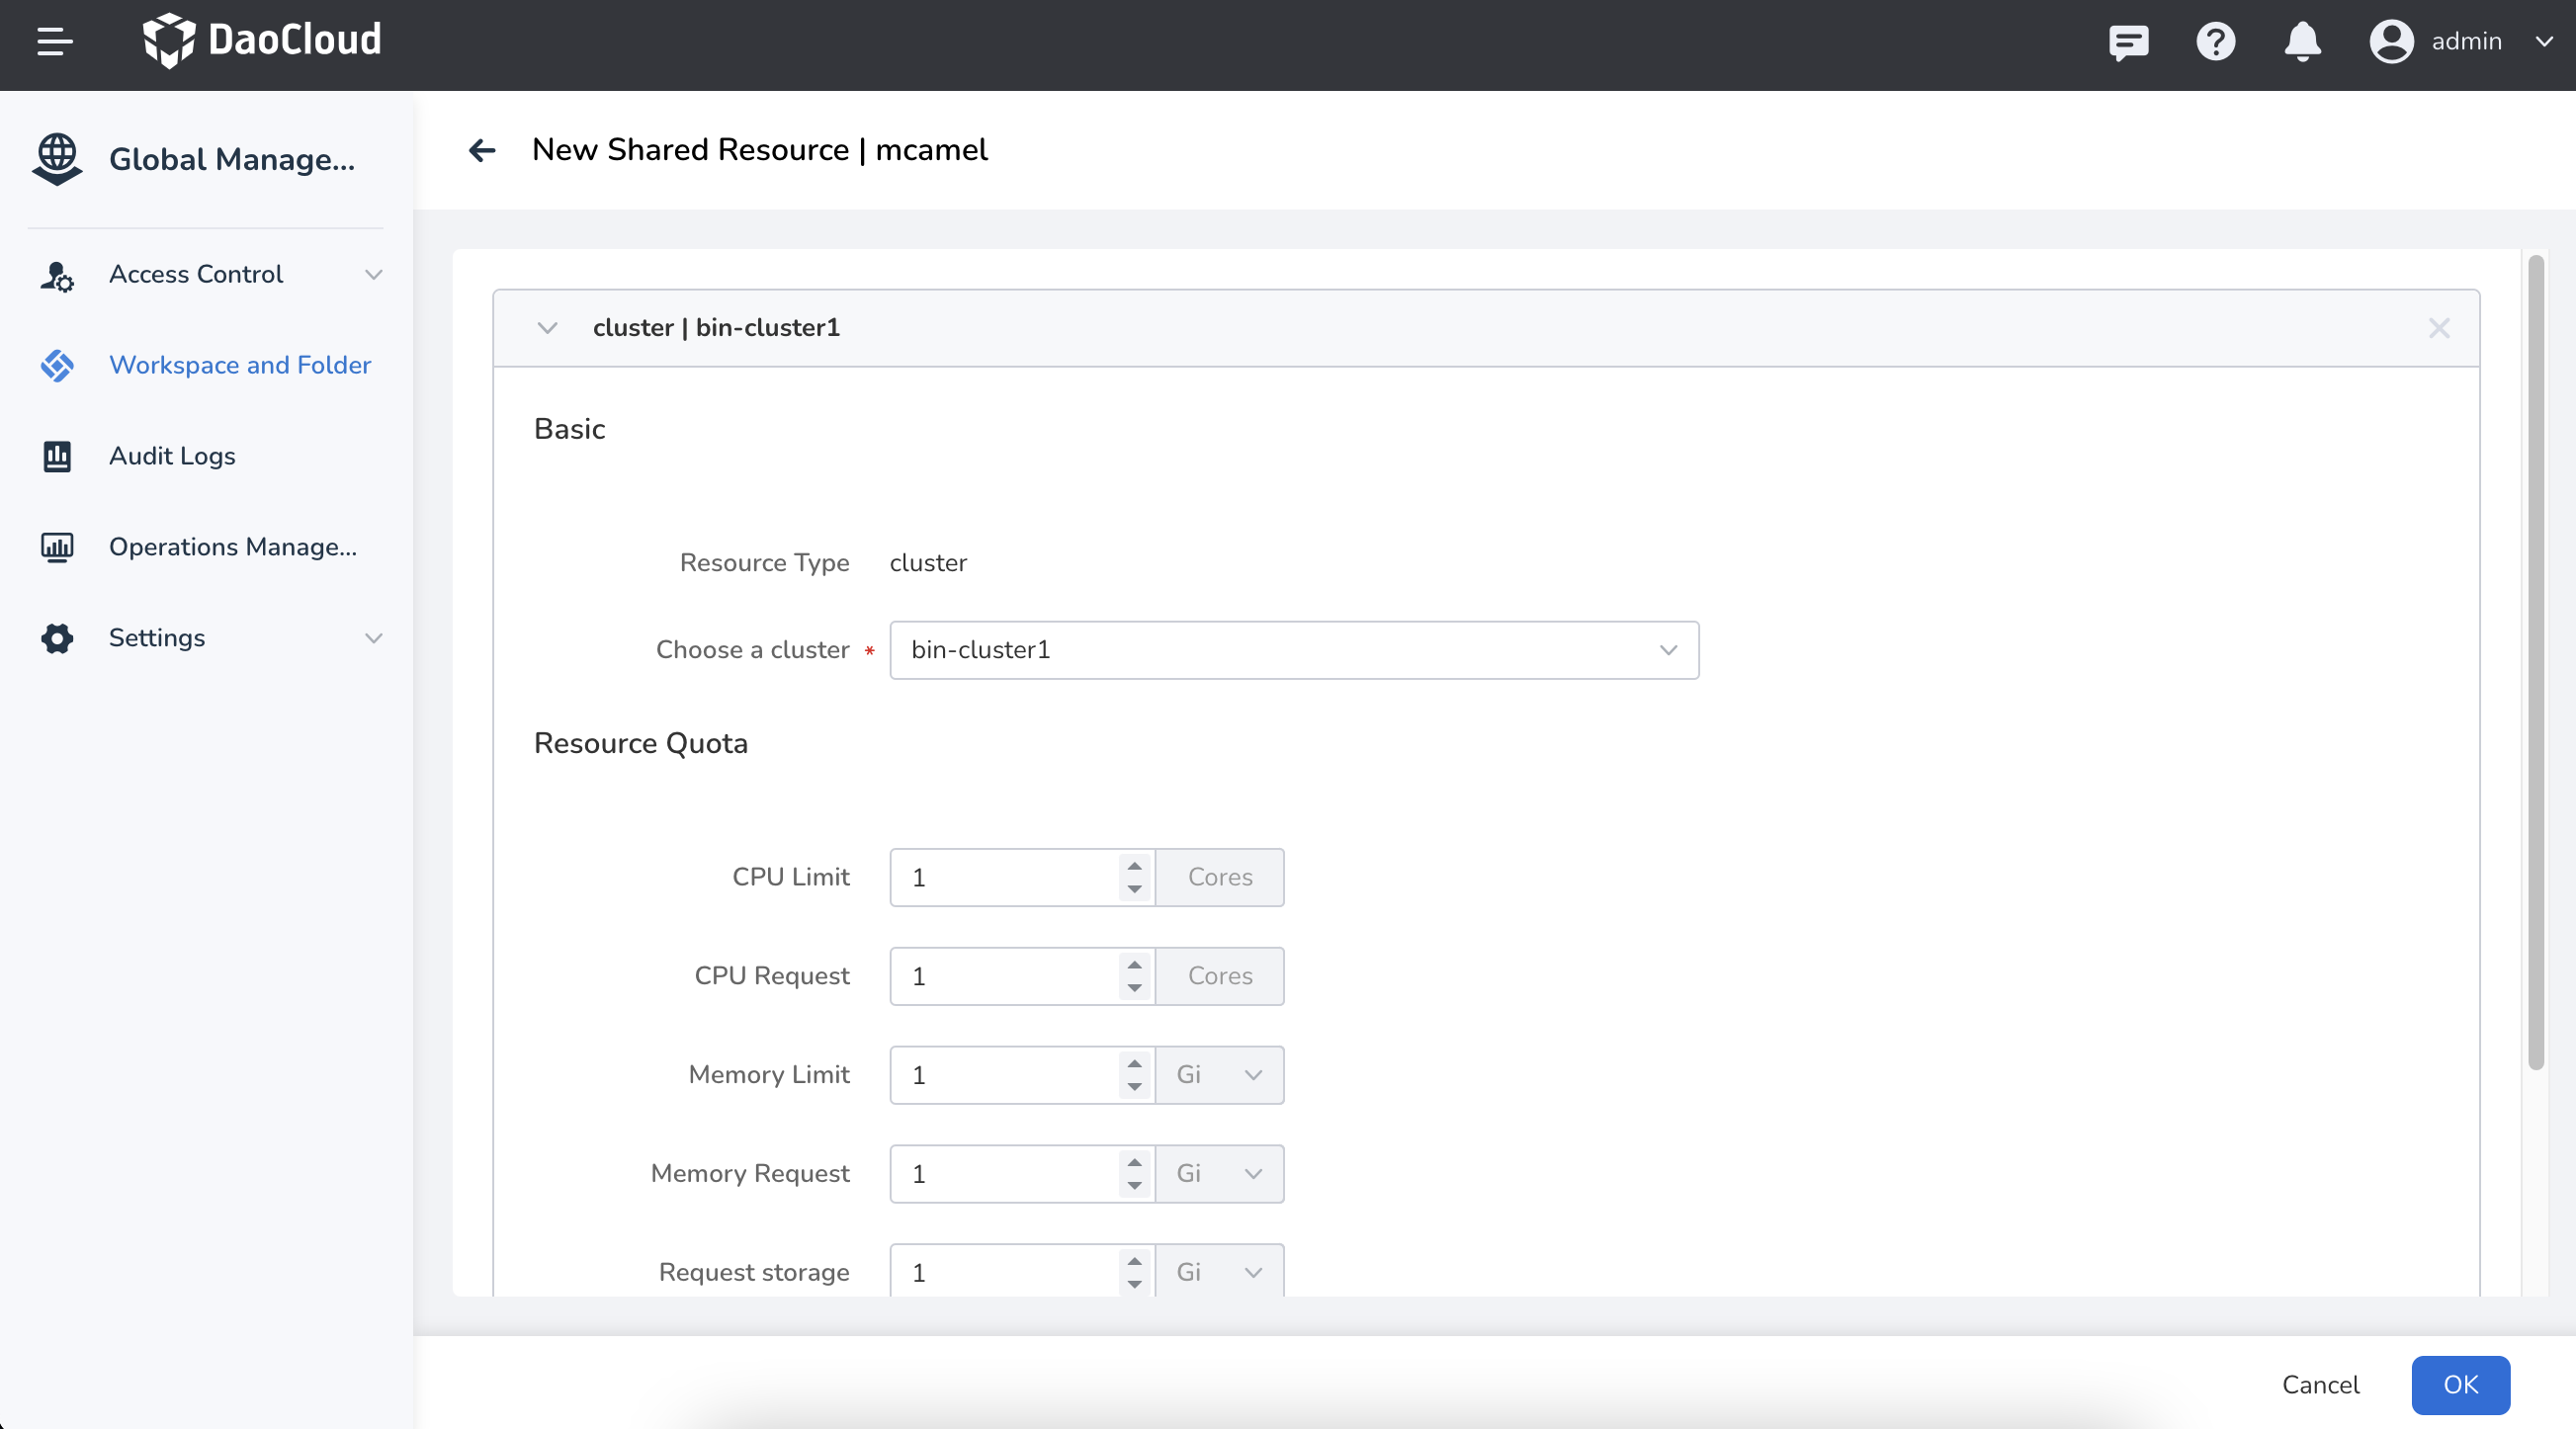 DaoCloud
admin
Global Manage...
Access Control
Workspace and Folder
Audit Logs
Operations Manage...
Settings
New Shared Resource | mcamel
cluster | bin-cluster1
Basic
Resource Type cluster
Choose a cluster * bin-cluster1
Resource Quota
CPU Limit 1 Cores
CPU Request 1 Cores
Memory Limit 1 Gi
Memory Request 1 Gi
Request storage 1 Gi
Cancel OK